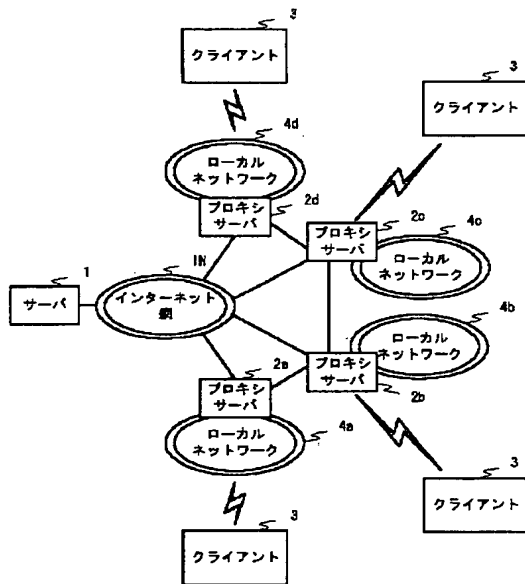 3
クライアント
3
クライアント
4d
ローカル
ネットワーク
プロキシ
サーバ
2d
2c
4c
プロキシ
サーバ
ローカル
ネットワーク
IN
1
サーバ
インターネット
網
4b
ローカル
ネットワーク
2a
プロキシ
サーバ
プロキシ
サーバ
2b
ローカル
ネットワーク
4a
3
クライアント
3
クライアント